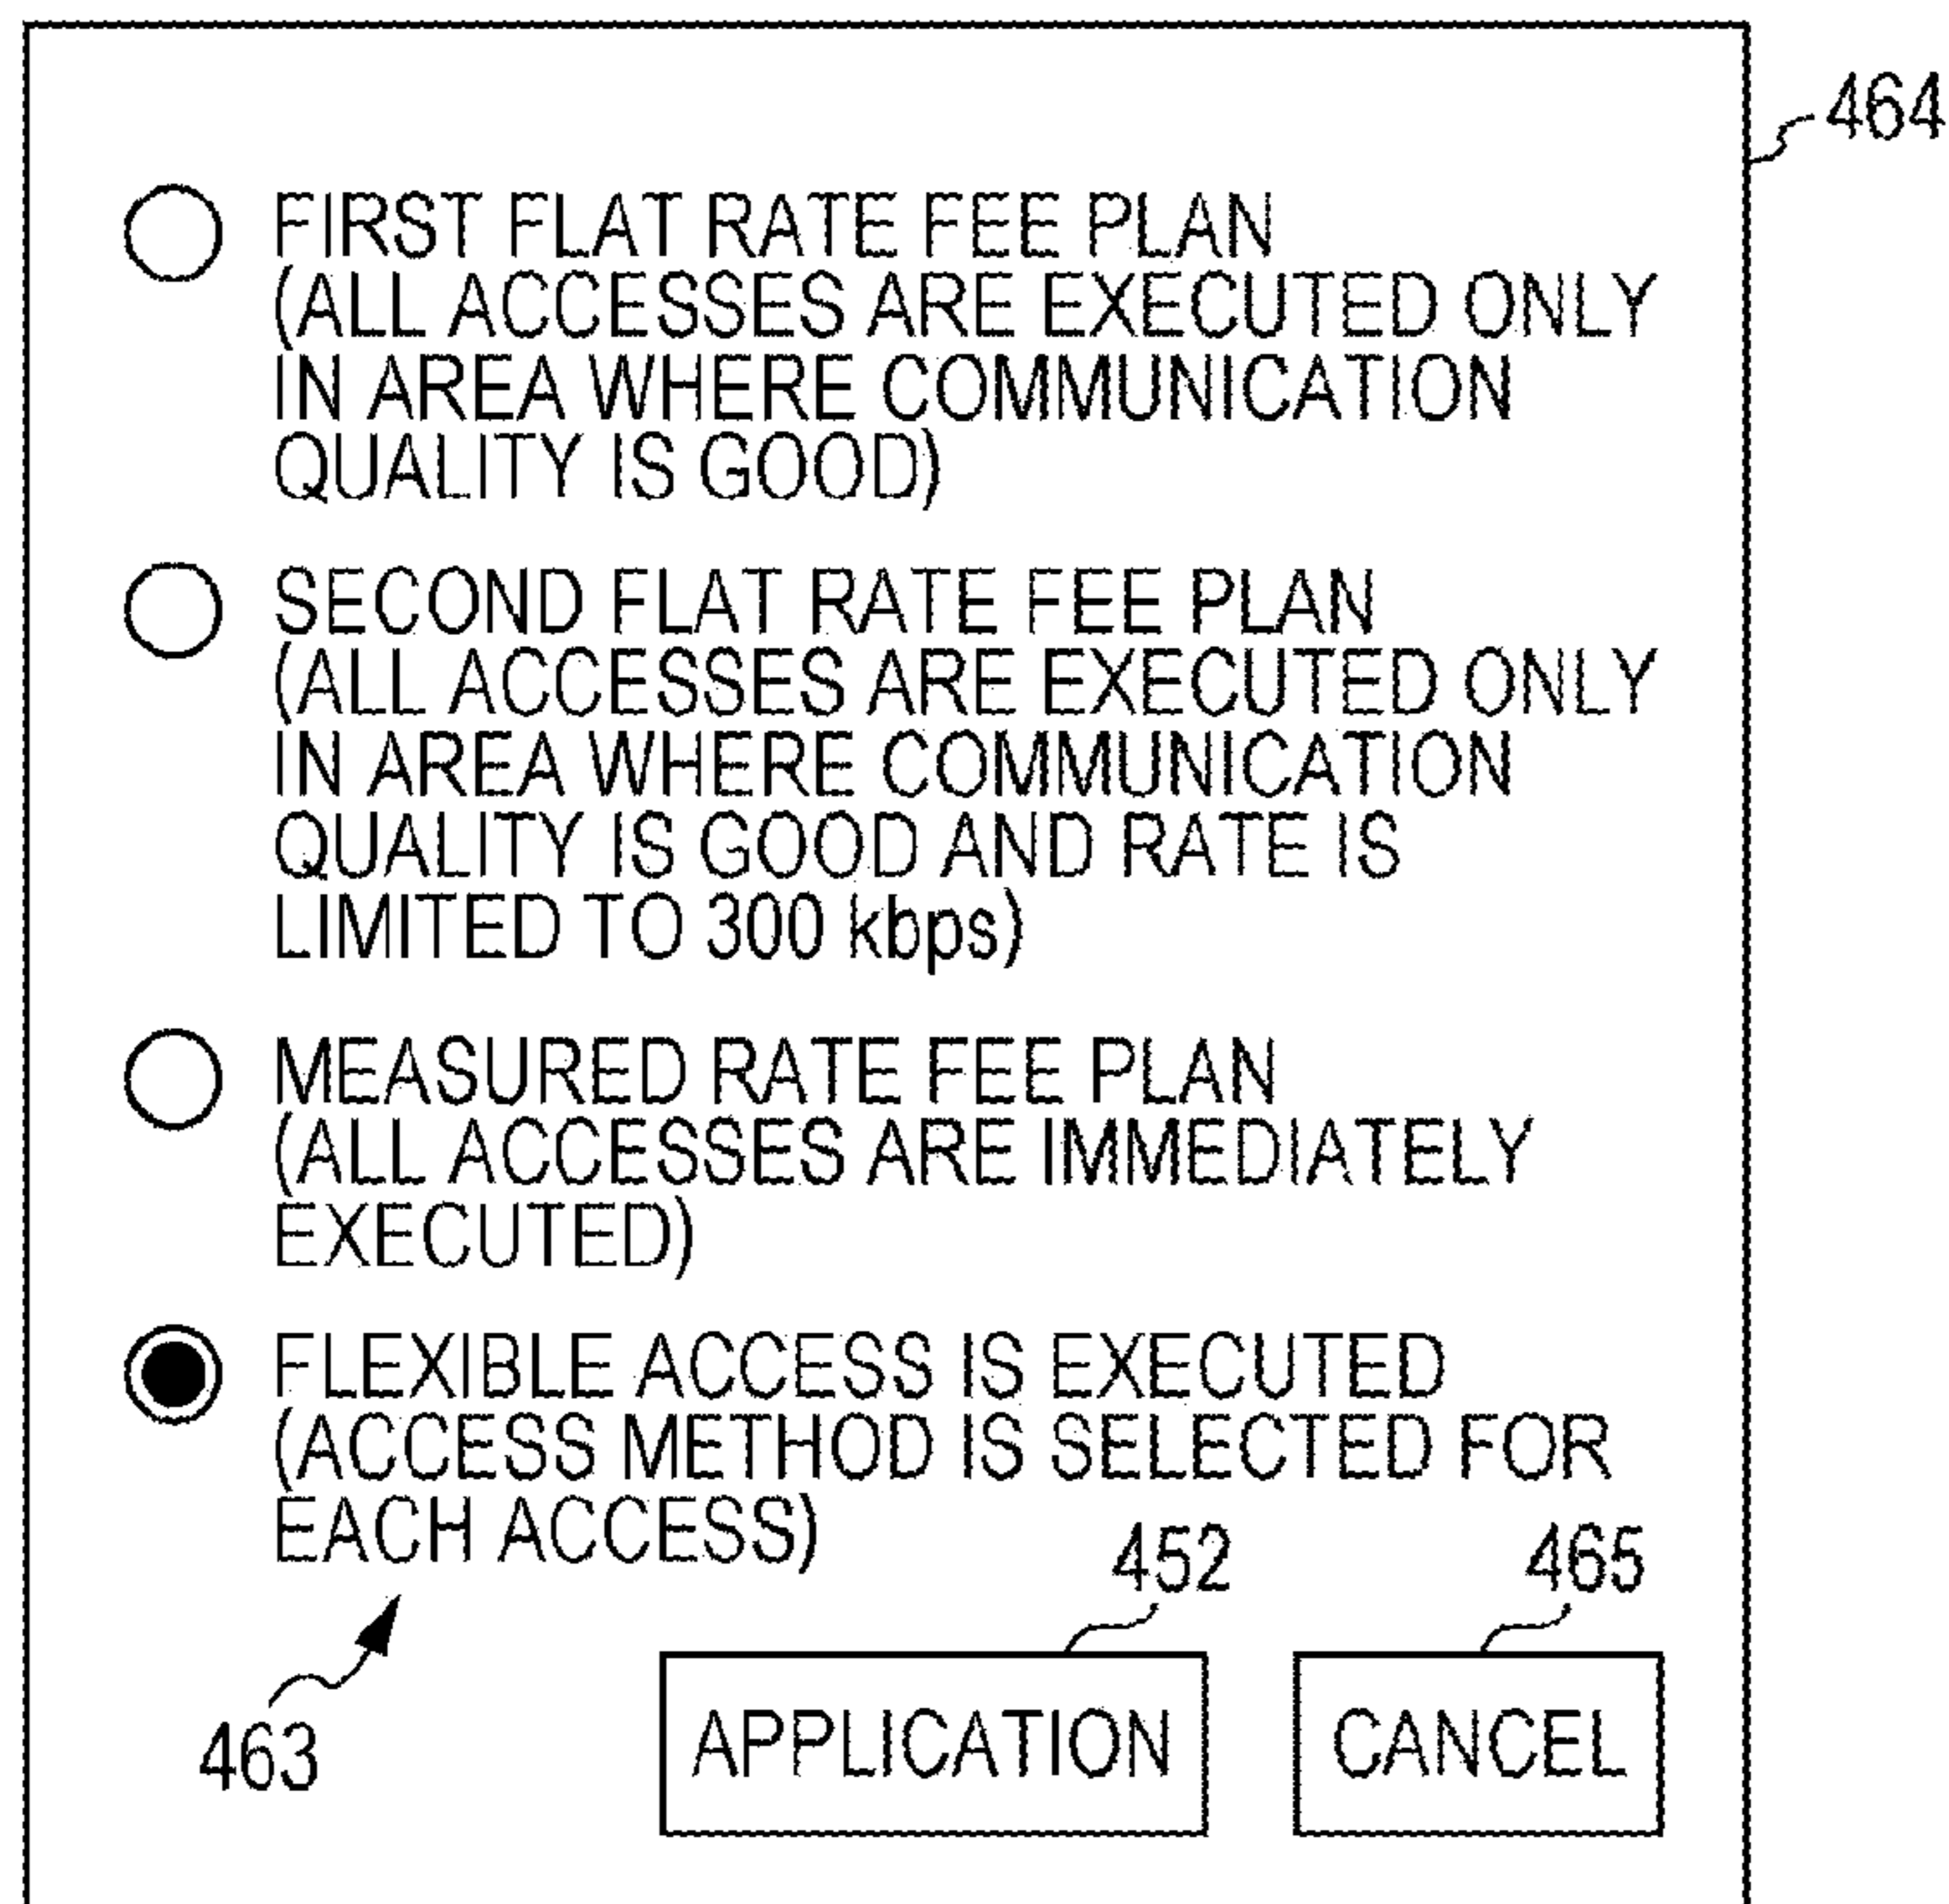 464
FIRST FLAT RATE FEE PLAN
(ALL ACCESSES ARE EXECUTED ONLY
IN AREA WHERE COMMUNICATION
QUALITY IS GOOD)
SECOND FLAT RATE FEE PLAN
(ALL ACCESSES ARE EXECUTED ONLY
IN AREA WHERE COMMUNICATION
QUALITY IS GOOD AND RATE IS
LIMITED TO 300 kbps)
MEASURED RATE FEE PLAN
(ALL ACCESSES ARE IMMEDIATELY
EXECUTED)
FLEXIBLE ACCESS IS EXECUTED
(ACCESS METHOD IS SELECTED FOR
EACH ACCESS)
452
465
463
APPLICATION
CANCEL